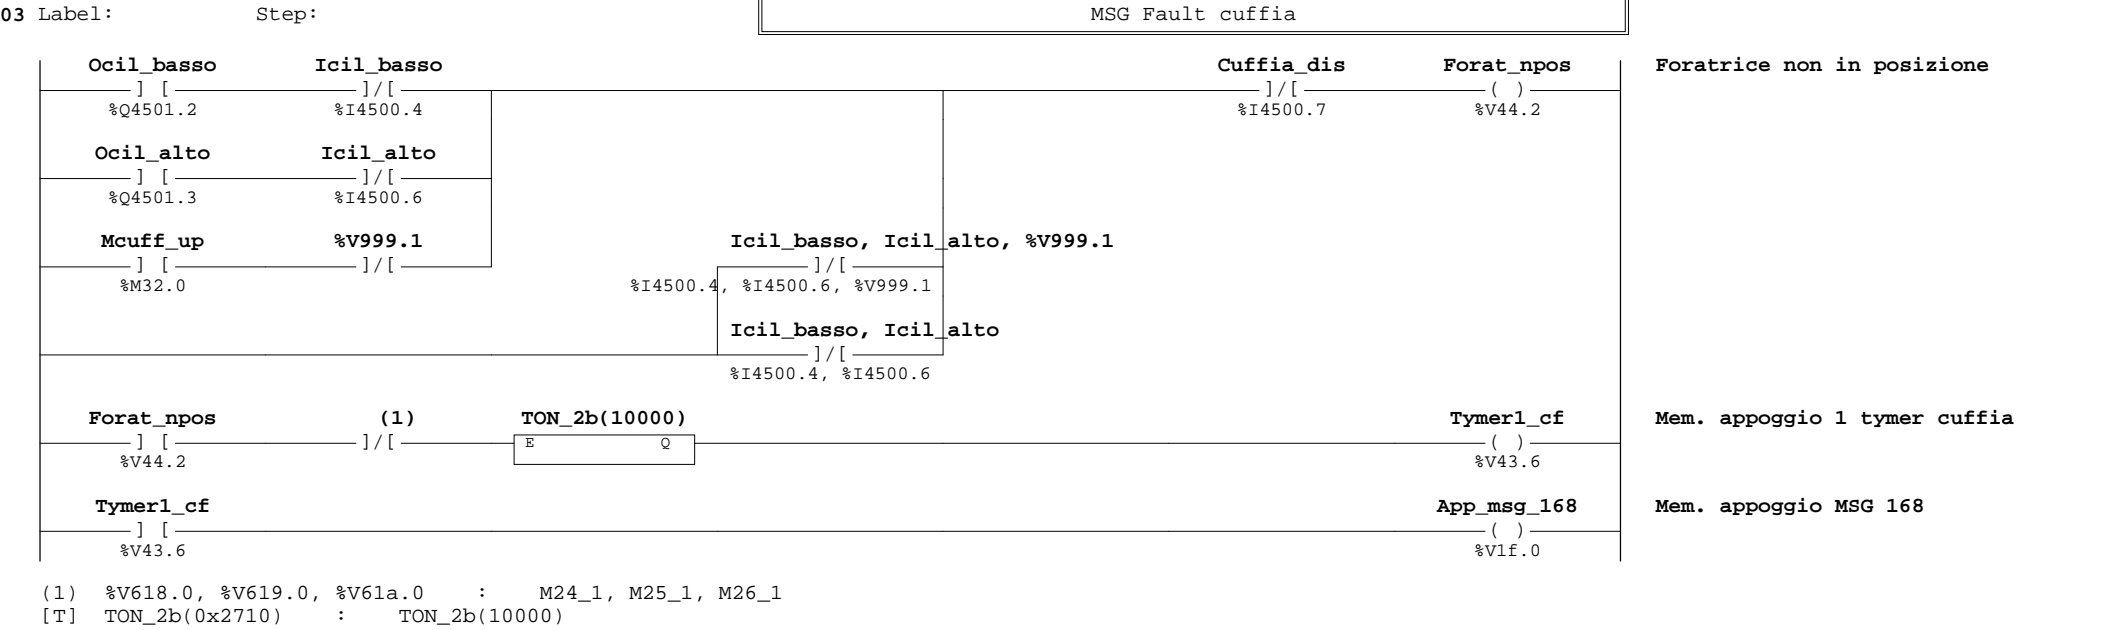 03 Label: Step: MSG Fault cuffia
Ocil_basso Icil_basso Cuffia_dis Forat_npos Foratrice non in posizione
] [ ]/[ ]/[ ( )
%Q4501.2 %I4500.4 %I4500.7 %V44.2
Ocil_alto Icil_alto
] [ ]/[
%Q4501.3 %I4500.6
Mcuff_up %V999.1 Icil_basso, Icil_alto, %V999.1
] [ ]/[ ]/[
%M32.0 %I4500.4, %I4500.6, %V999.1
Icil_basso, Icil_alto
]/[
%I4500.4, %I4500.6
Forat_npos (1) TON_2b(10000) Tymer1_cf Mem. appoggio 1 tymer cuffia
] [ ]/[ E Q ( )
%V44.2 %V43.6
Tymer1_cf App_msg_168 Mem. appoggio MSG 168
] [ ( )
%V43.6 %V1f.0
(1) %V618.0, %V619.0, %V61a.0 : M24_1, M25_1, M26_1
[T] TON_2b(0x2710) : TON_2b(10000)